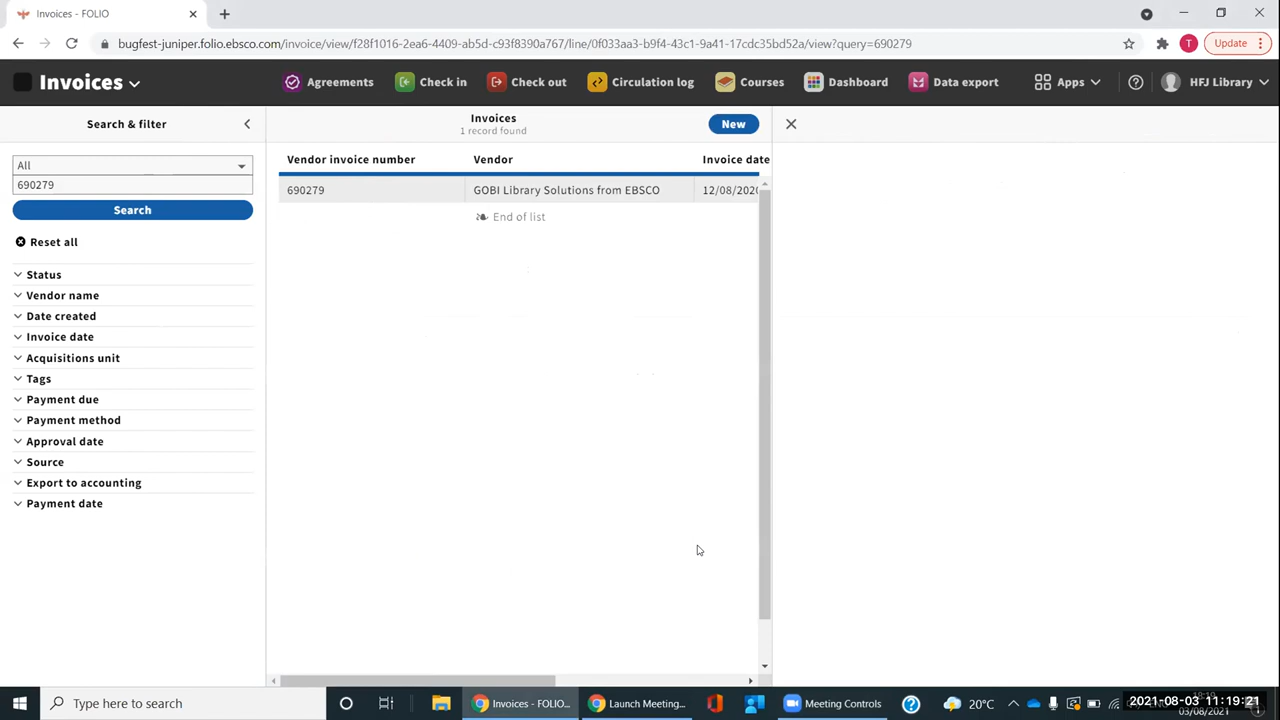 Invoices - FOLIO
bugfest-juniper.folio.ebsco.com/invoice/view/f28f1016-2ea6-4409-ab5d-c93f8390a767/line/0f033aa3-b9f4-43c1-9a41-17cdc35bd52a/view?query=690279
T
Update
Invoices
Agreements
Check in
Check out
Circulation log
Courses
Dashboard
Data export
Apps
HFJ Library
Search & filter
Invoices
1 record found
New
All
690279
Search
Reset all
Status
Vendor name
Date created
Invoice date
Acquisitions unit
Tags
Payment due
Payment method
Approval date
Source
Export to accounting
Payment date
Vendor invoice number Vendor Invoice date
690279 GOBI Library Solutions from EBSCO 12/08/2020
End of list
Type here to search
Invoices - FOLIO...
Launch Meeting...
Meeting Controls
20°C
2021-08-03 11:19:21
03/08/2021